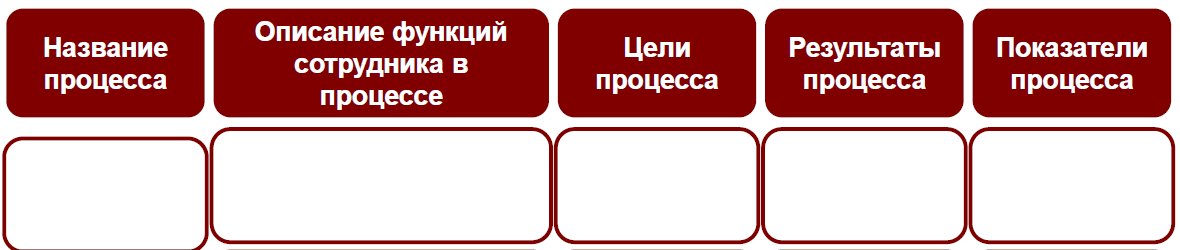 Название
процесса
Описание функций
сотрудника в
процессе
Цели
процесса
Результаты
процесса
Показатели
процесса